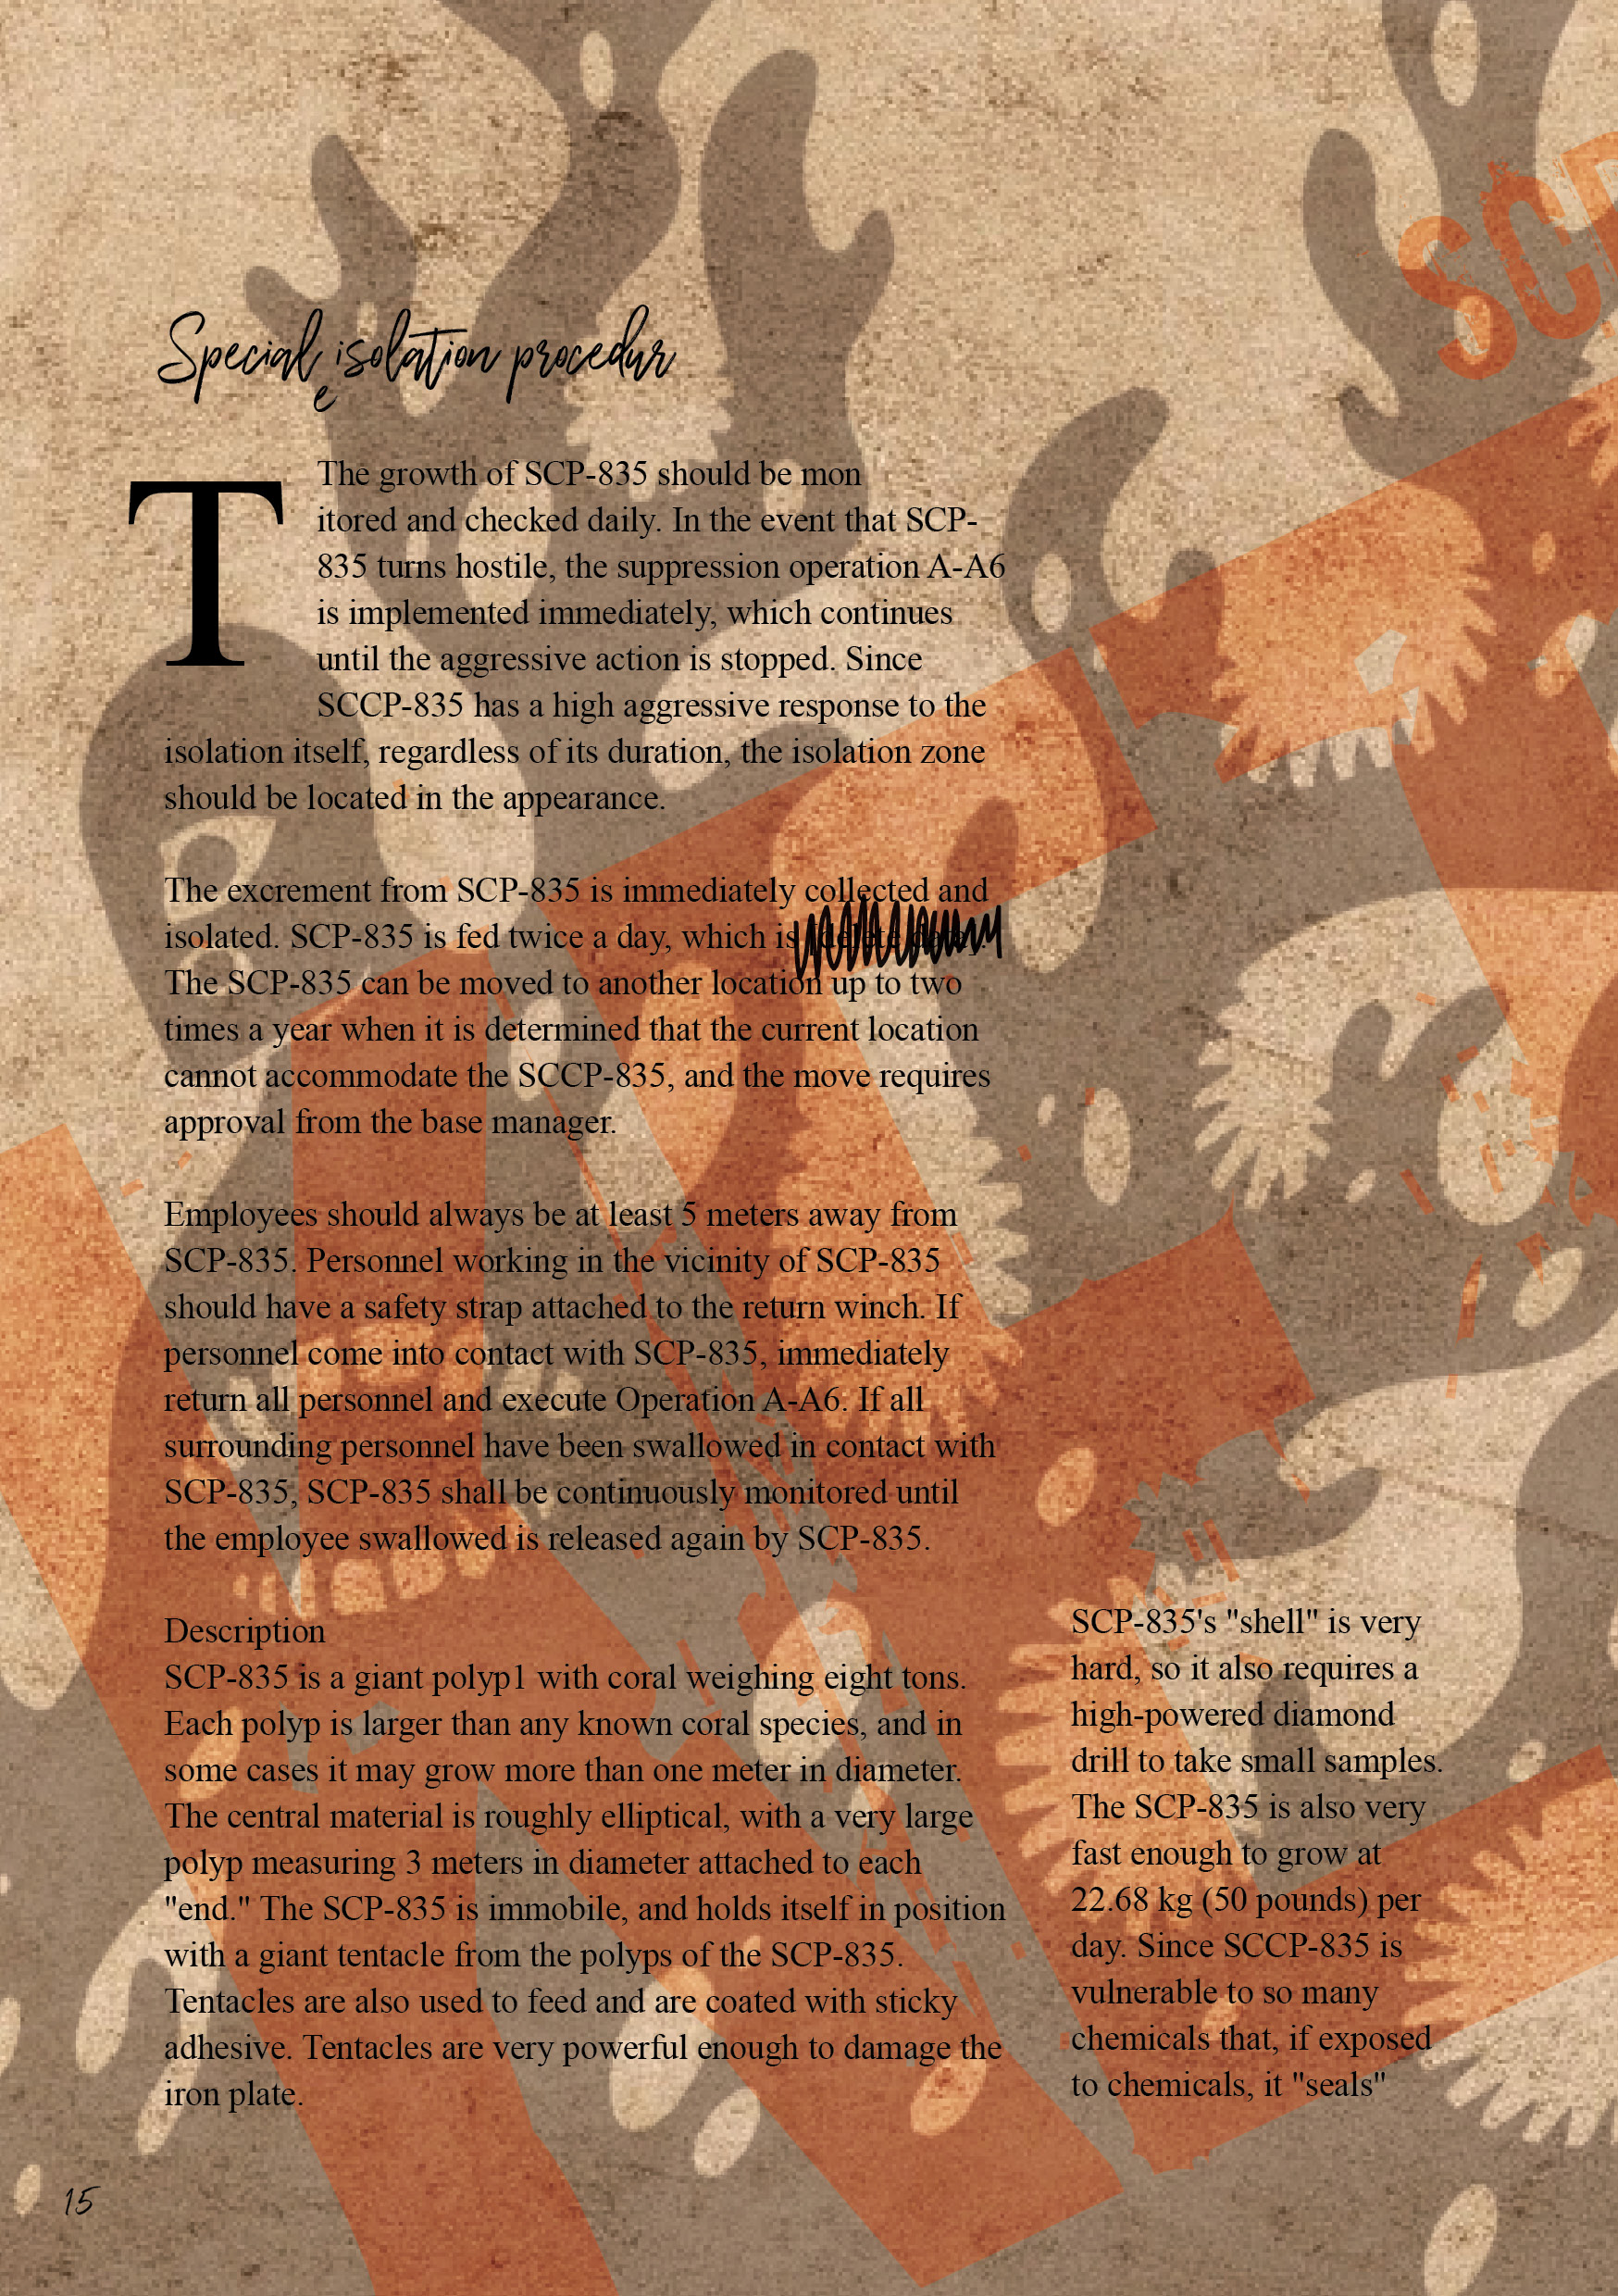 SCP
Special isolation procedur
e
T
The growth of SCP-835 should be mon
itored and checked daily. In the event that SCP-
835 turns hostile, the suppression operation A-A6
is implemented immediately, which continues
until the aggressive action is stopped. Since
SCCP-835 has a high aggressive response to the
isolation itself, regardless of its duration, the isolation zone
should be located in the appearance.
The excrement from SCP-835 is immediately collected and
isolated. SCP-835 is fed twice a day, which is
The SCP-835 can be moved to another location up to two
times a year when it is determined that the current location
cannot accommodate the SCCP-835, and the move requires
approval from the base manager.
Employees should always be at least 5 meters away from
SCP-835. Personnel working in the vicinity of SCP-835
should have a safety strap attached to the return winch. If
personnel come into contact with SCP-835, immediately
return all personnel and execute Operation A-A6. If all
surrounding personnel have been swallowed in contact with
SCP-835, SCP-835 shall be continuously monitored until
the employee swallowed is released again by SCP-835.
Description
SCP-835 is a giant polyp1 with coral weighing eight tons.
Each polyp is larger than any known coral species, and in
some cases it may grow more than one meter in diameter.
The central material is roughly elliptical, with a very large
polyp measuring 3 meters in diameter attached to each
"end." The SCP-835 is immobile, and holds itself in position
with a giant tentacle from the polyps of the SCP-835.
Tentacles are also used to feed and are coated with sticky
adhesive. Tentacles are very powerful enough to damage the
iron plate.
SCP-835's "shell" is very
hard, so it also requires a
high-powered diamond
drill to take small samples.
The SCP-835 is also very
fast enough to grow at
22.68 kg (50 pounds) per
day. Since SCCP-835 is
vulnerable to so many
chemicals that, if exposed
to chemicals, it "seals"
15